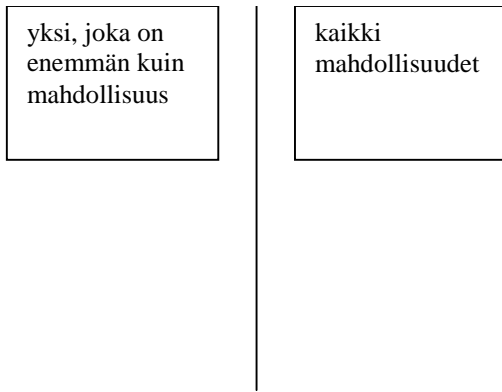 yksi, joka on
enemmän kuin
mahdollisuus
kaikki
mahdollisuudet